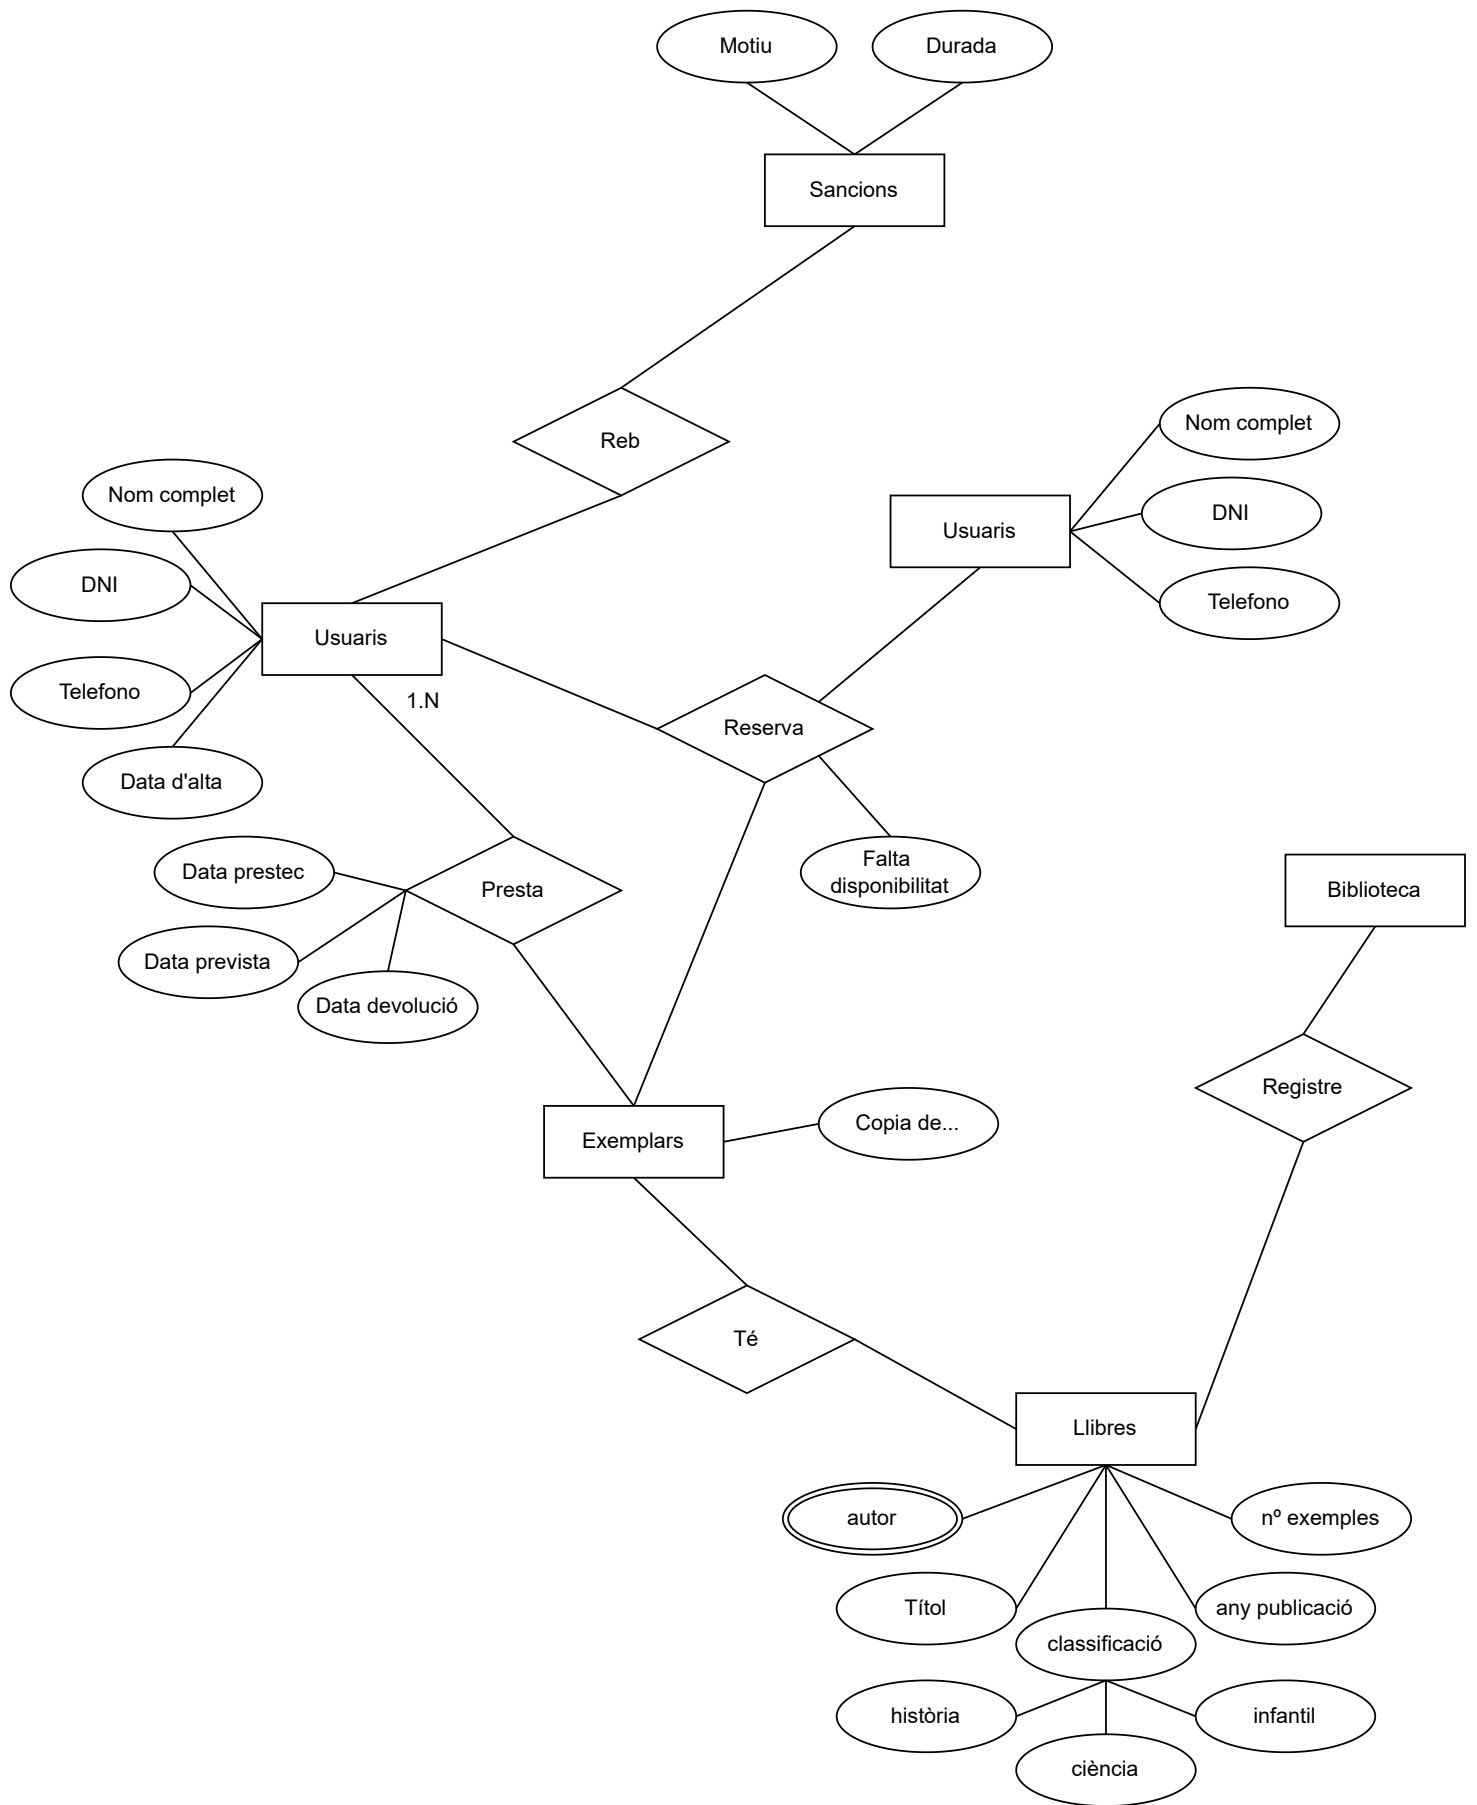 Motiu
Durada
Sancions
Reb
Nom complet
Nom complet
DNI
Usuaris
DNI
Telefono
Usuaris
Telefono
1.N
Reserva
Data d'alta
Data prestec
Presta
Falta
disponibilitat
Biblioteca
Data prevista
Data devolució
Registre
Copia de...
Exemplars
Té
Llibres
autor
nº exemples
Títol
any publicació
classificació
història
infantil
ciència